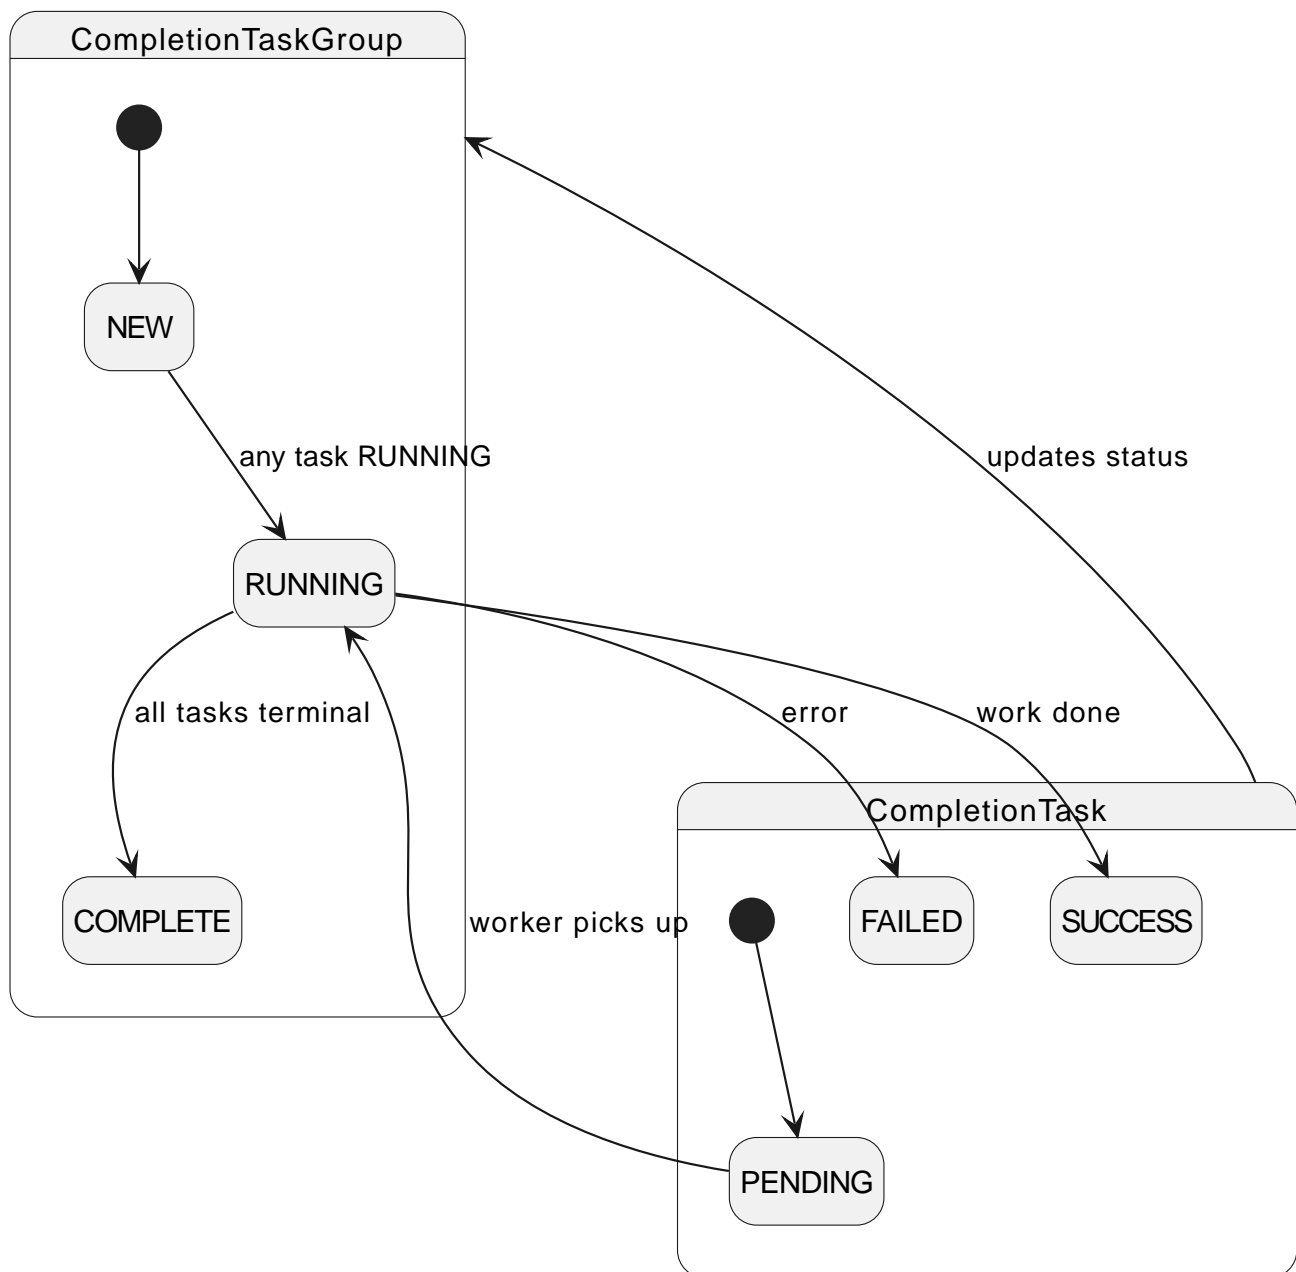 CompletionTaskGroup
NEW
any task RUNNING
updates status
RUNNING
all tasks terminal
error
work done
CompletionTask
COMPLETE
worker picks up
FAILED
SUCCESS
PENDING